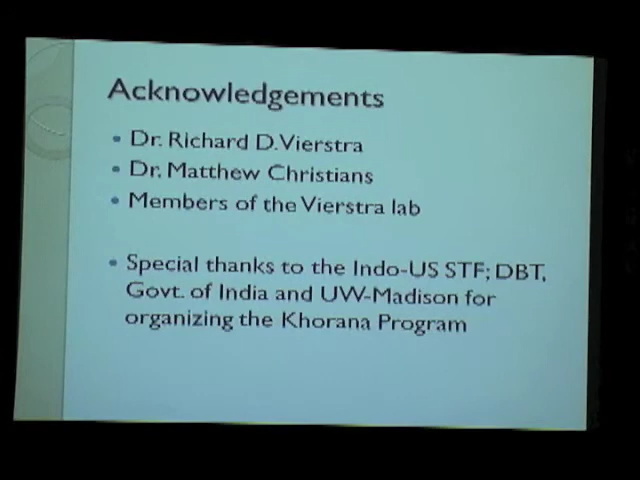 Acknowledgements
• Dr. Richard D.Vierstra
• Dr. Matthew Christians
• Members of the Vierstra lab
• Special thanks to the Indo-US STF; DBT,
Govt. of India and UW-Madison for
organizing the Khorana Program